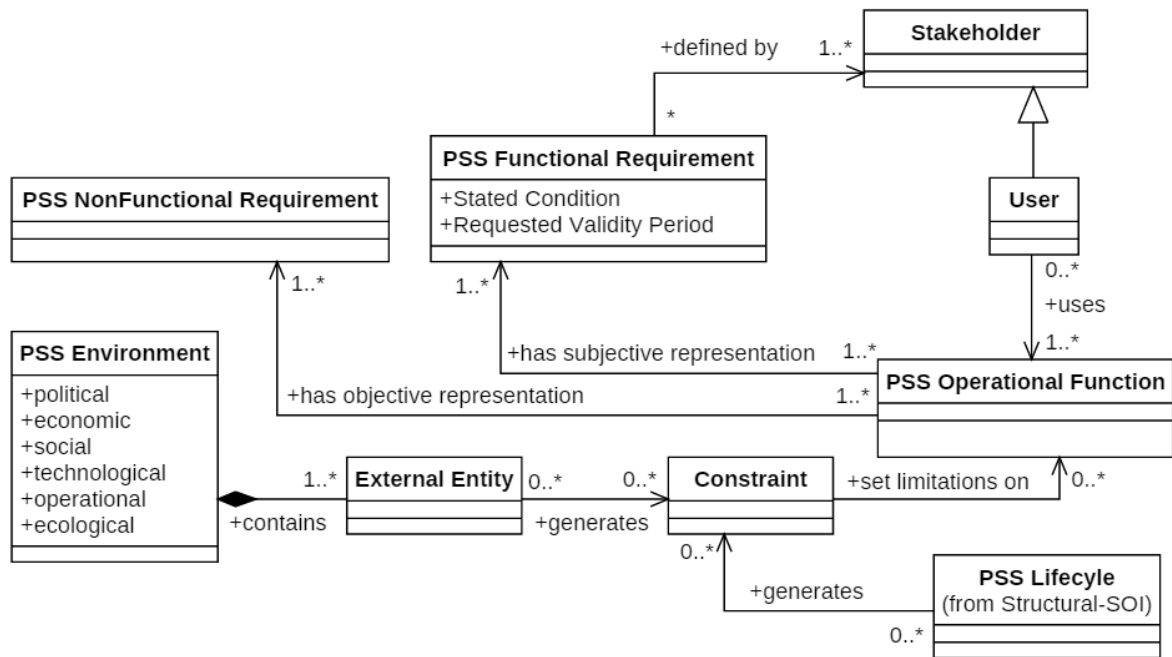 Stakeholder
+defined by
1..*
*
PSS Functional Requirement
+Stated Condition
+Requested Validity Period
PSS NonFunctional Requirement
User
1..*
1..*
0..*
+uses
1..*
PSS Environment
+political
+economic
+social
+technological
+operational
+ecological
+has subjective representation
1..*
+has objective representation
1..*
PSS Operational Function
1..*
+contains
External Entity
0..*
+generates
0..*
Constraint
+set limitations on
0..*
0..*
+generates
0..*
PSS Lifecyle
(from Structural-SOI)